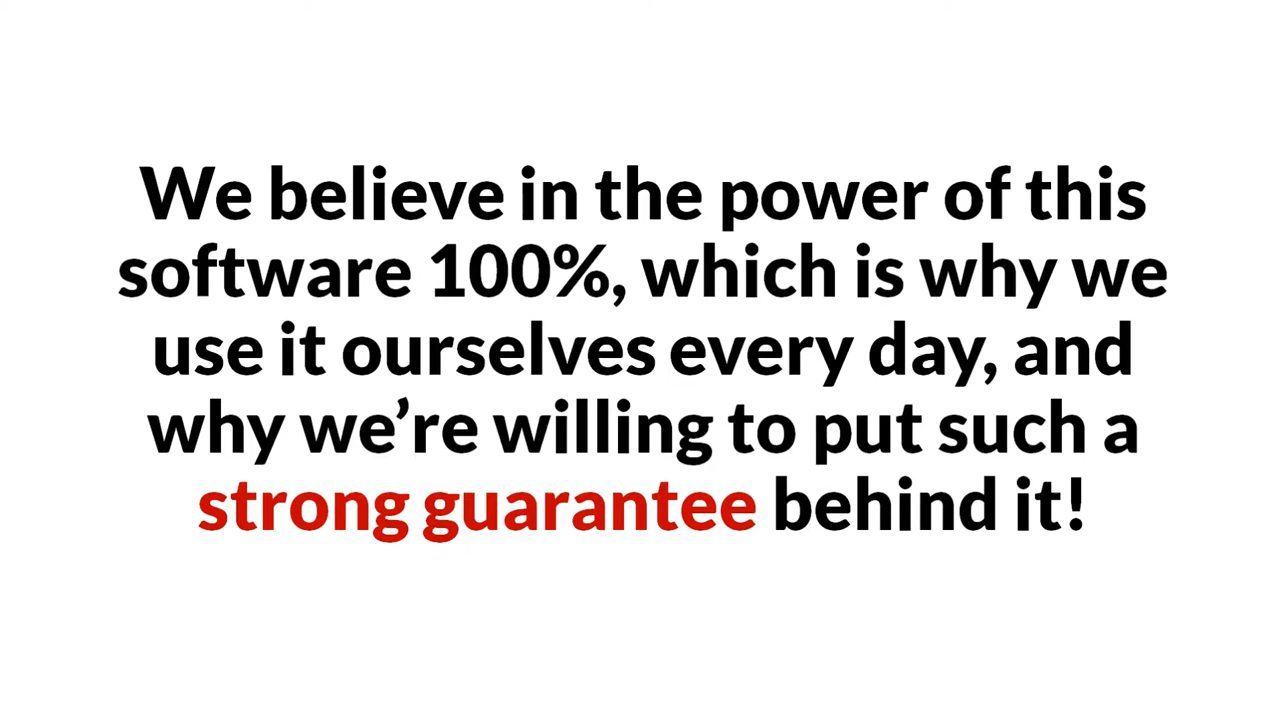 We believe in the power of this
software 100%, which is why we
use it ourselves every day, and
why we’re willing to put such a
strong guarantee behind it!